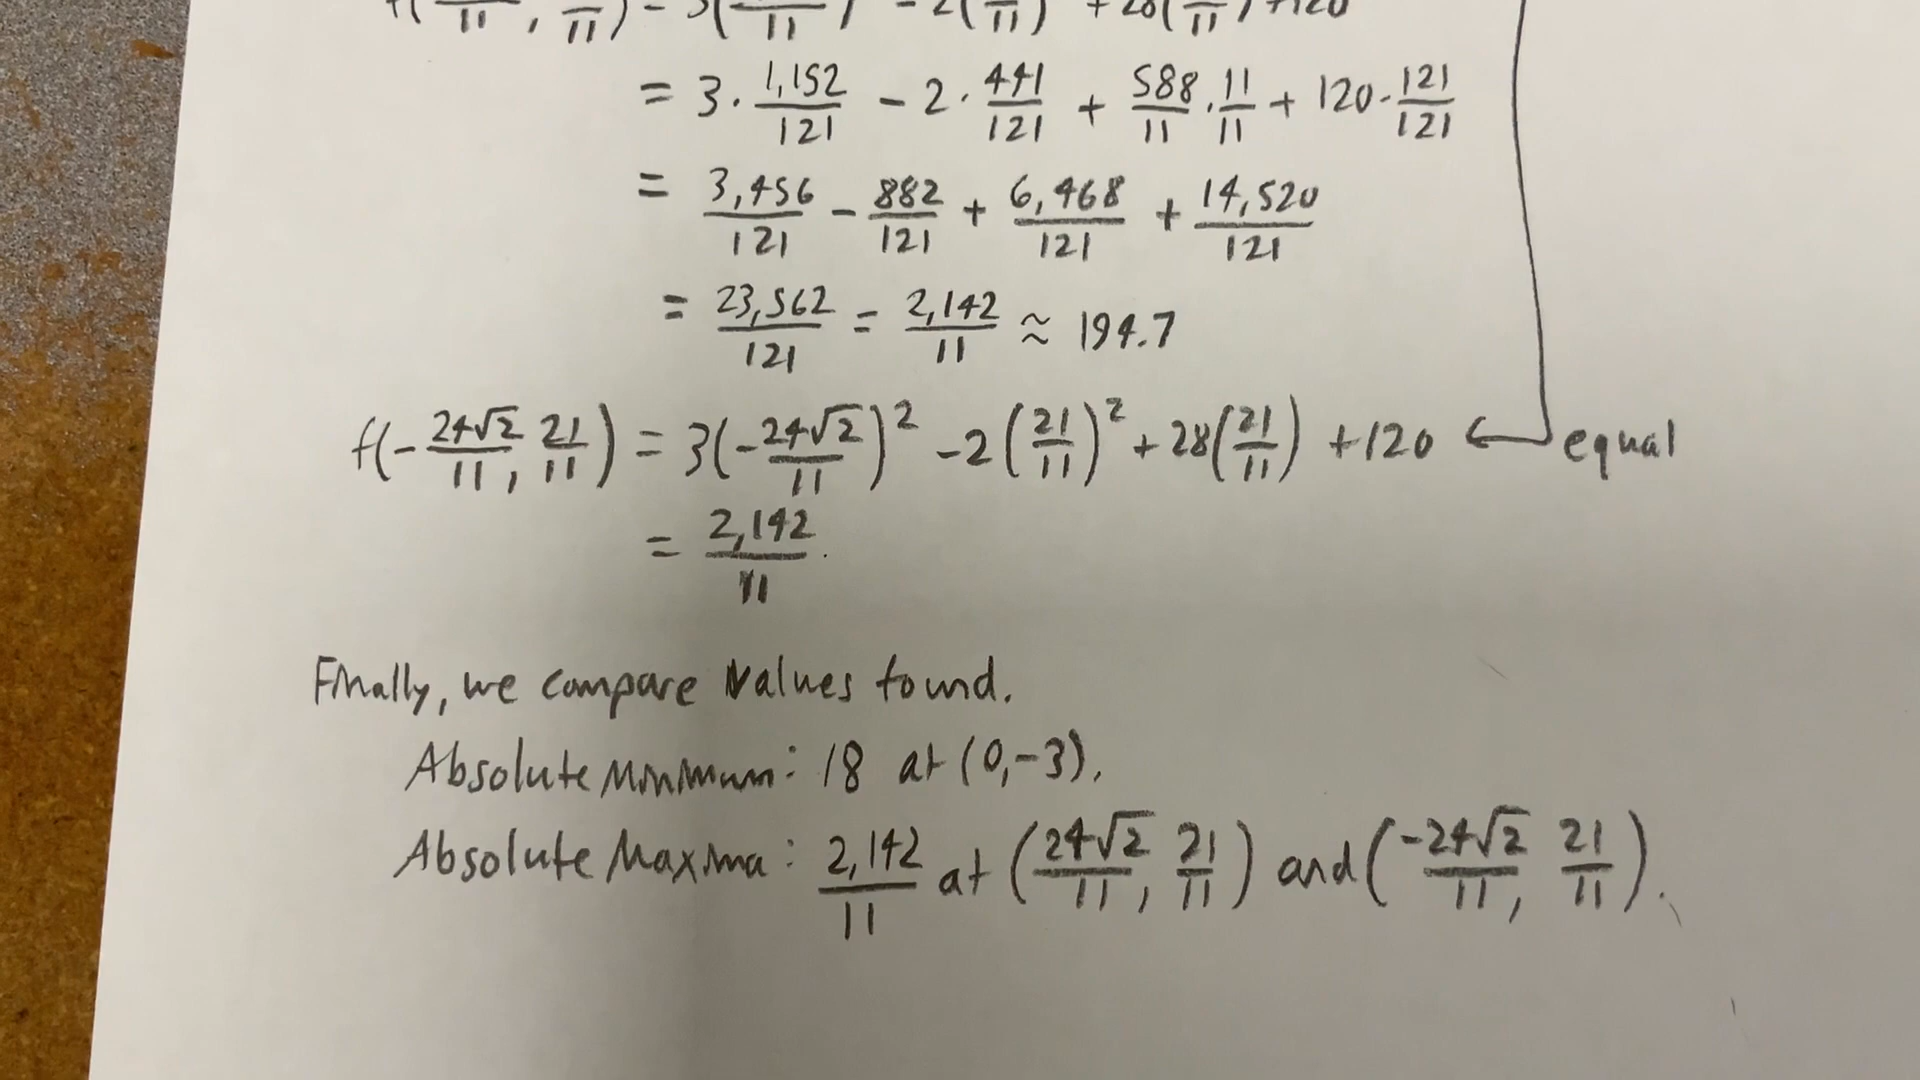 = 3 · 1,152/121 − 2 · 441/121 + 588/11 · 11/11 + 120 · 121/121
= 3,456/121 − 882/121 + 6,468/121 + 14,520/121
= 23,562/121 = 2,142/11 ≈ 194.7
f(−24√2/11, 21/11) = 3(−24√2/11)² − 2(21/11)² + 28(21/11) + 120 ← equal
= 2,142/11.
Finally, we compare values found.
Absolute Minimum: 18 at (0,−3).
Absolute Maxima: 2,142/11 at (24√2/11, 21/11) and (−24√2/11, 21/11).